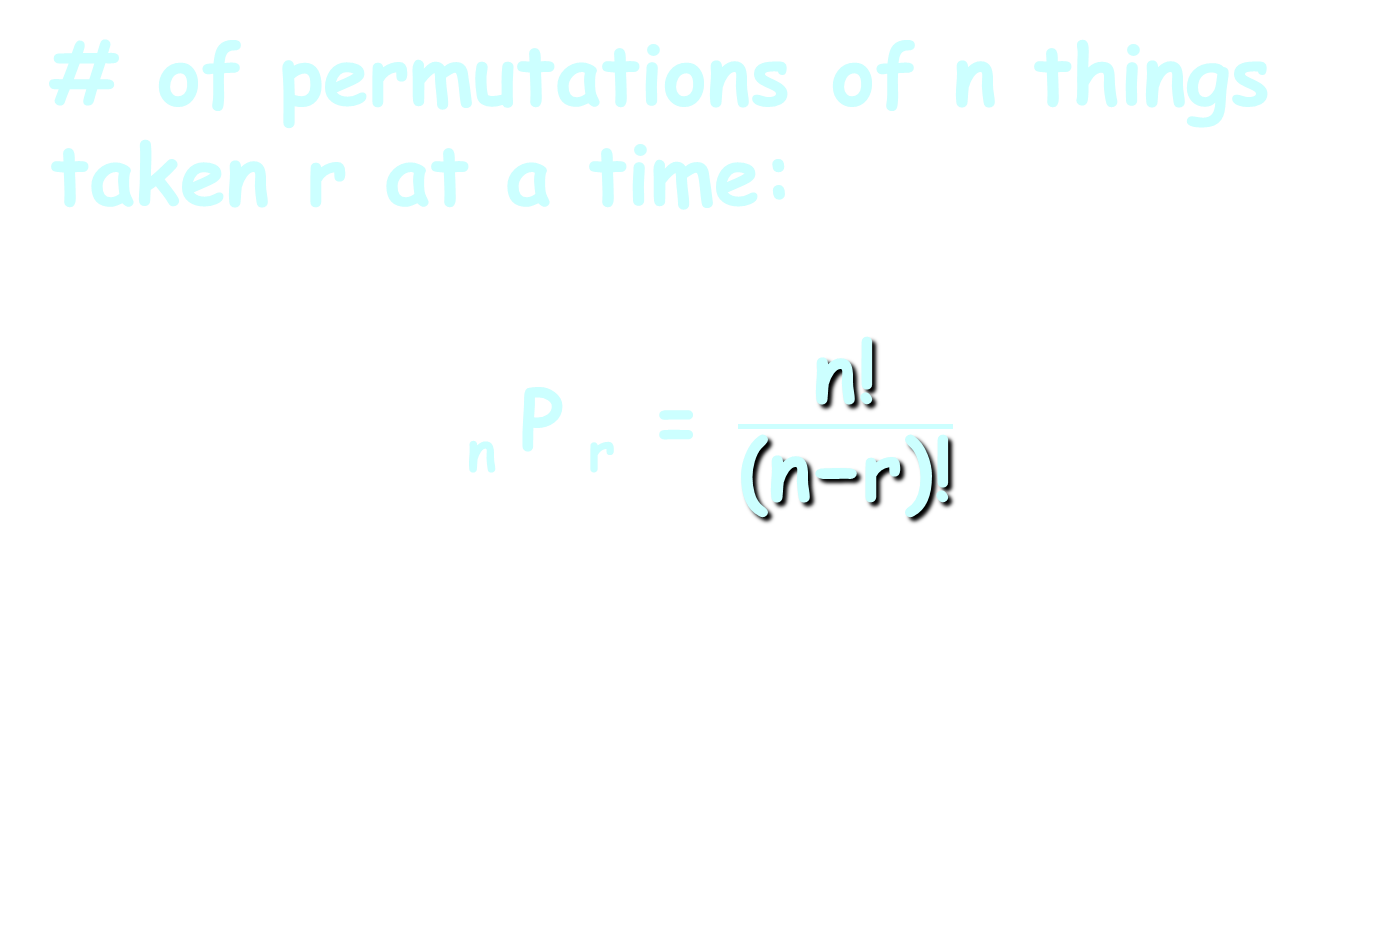 # of permutations of n things
taken r at a time:
nPr = n!/(n-r)!